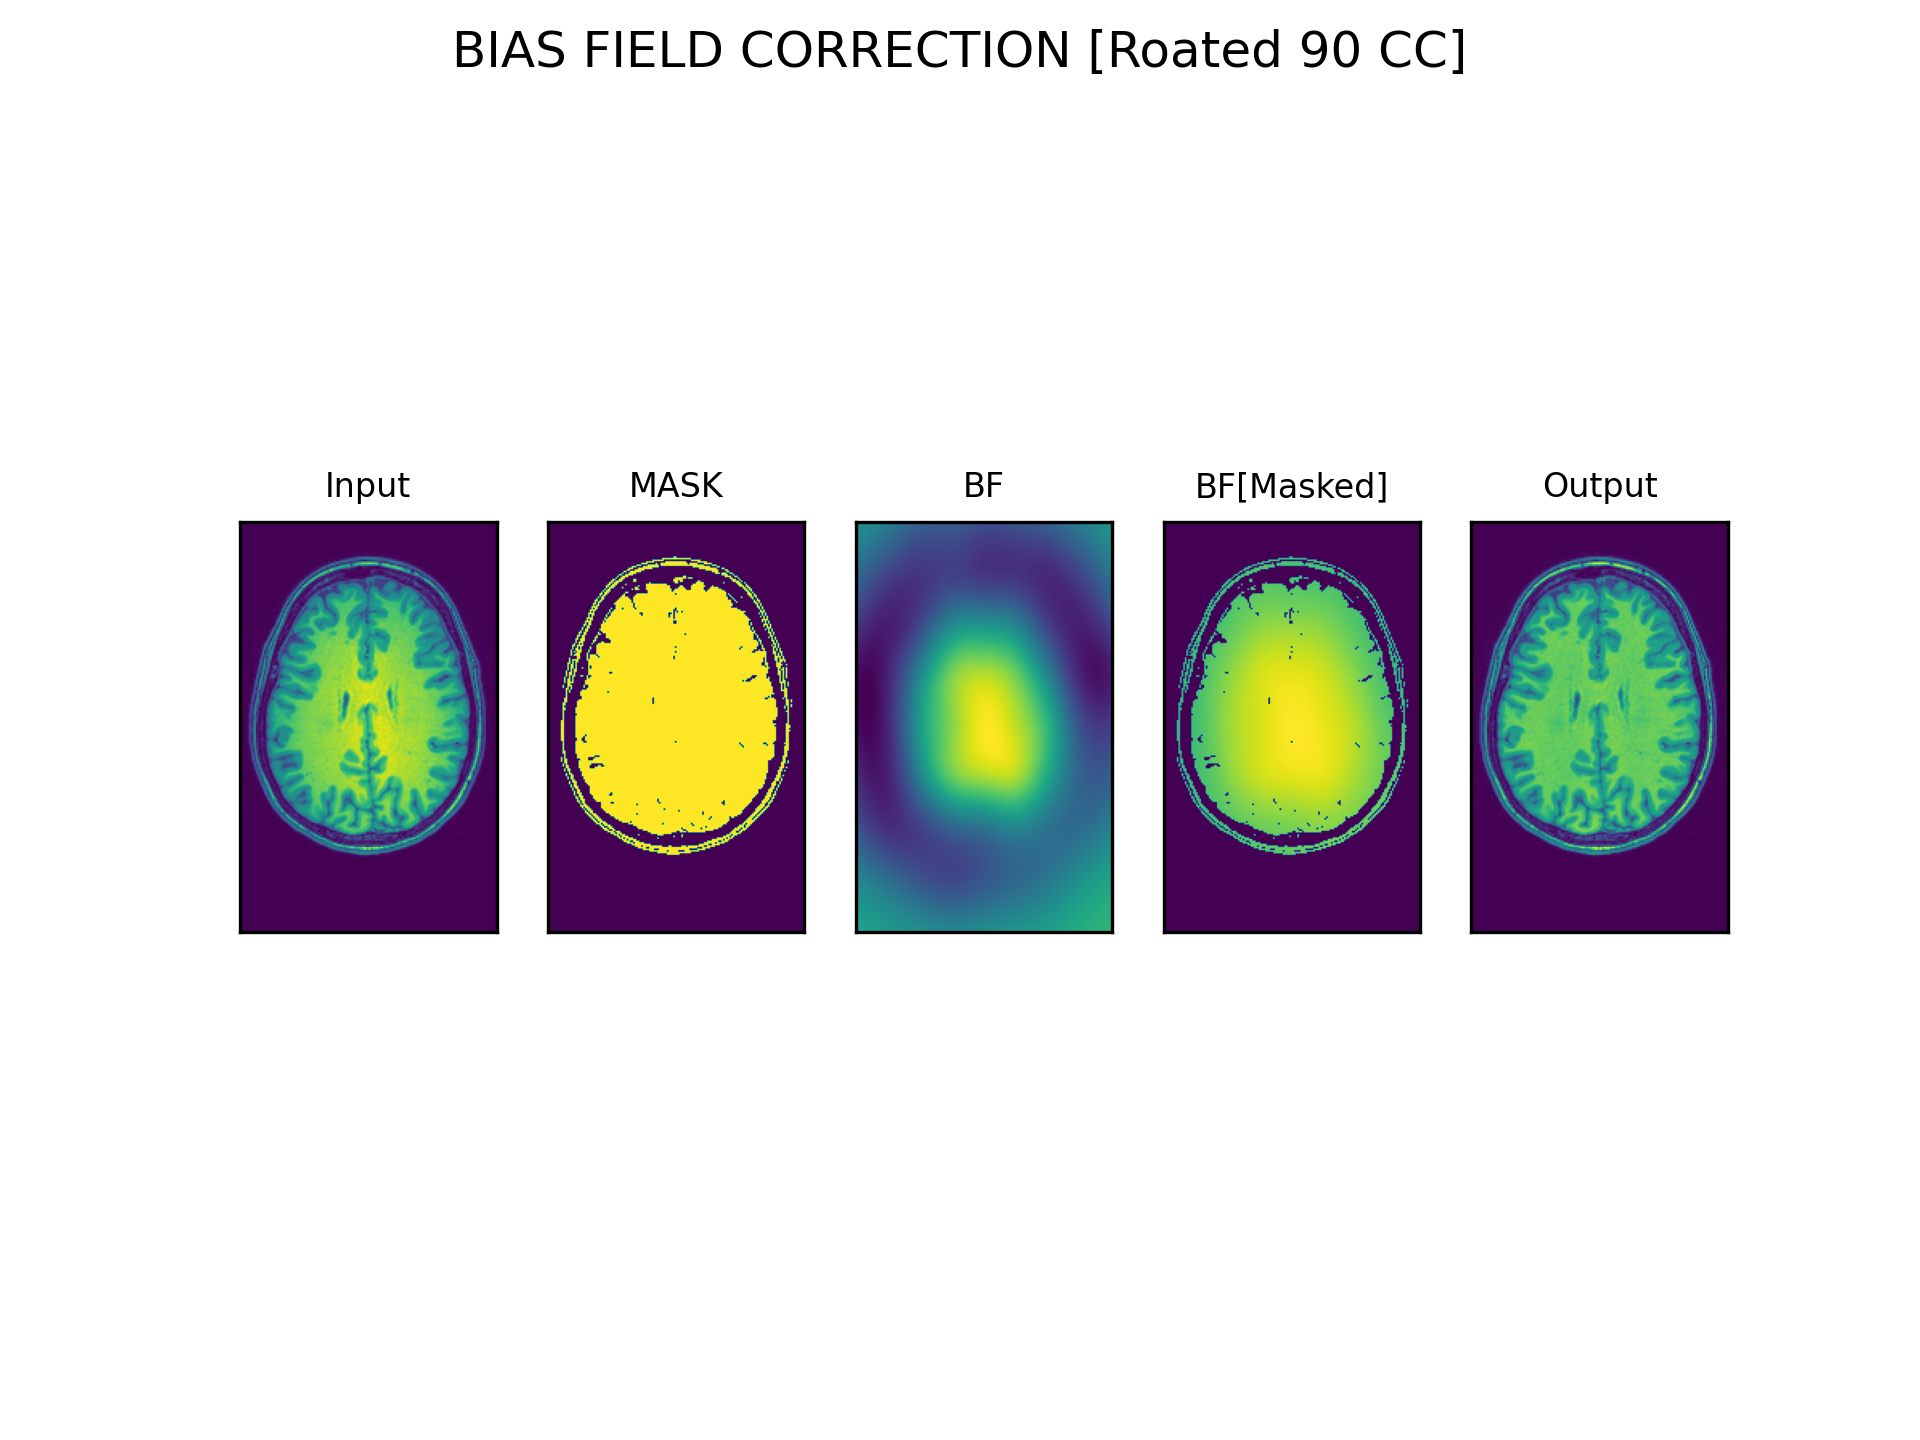 BIAS FIELD CORRECTION [Roated 90 CC]
Input
MASK
BF
BF[Masked]
Output